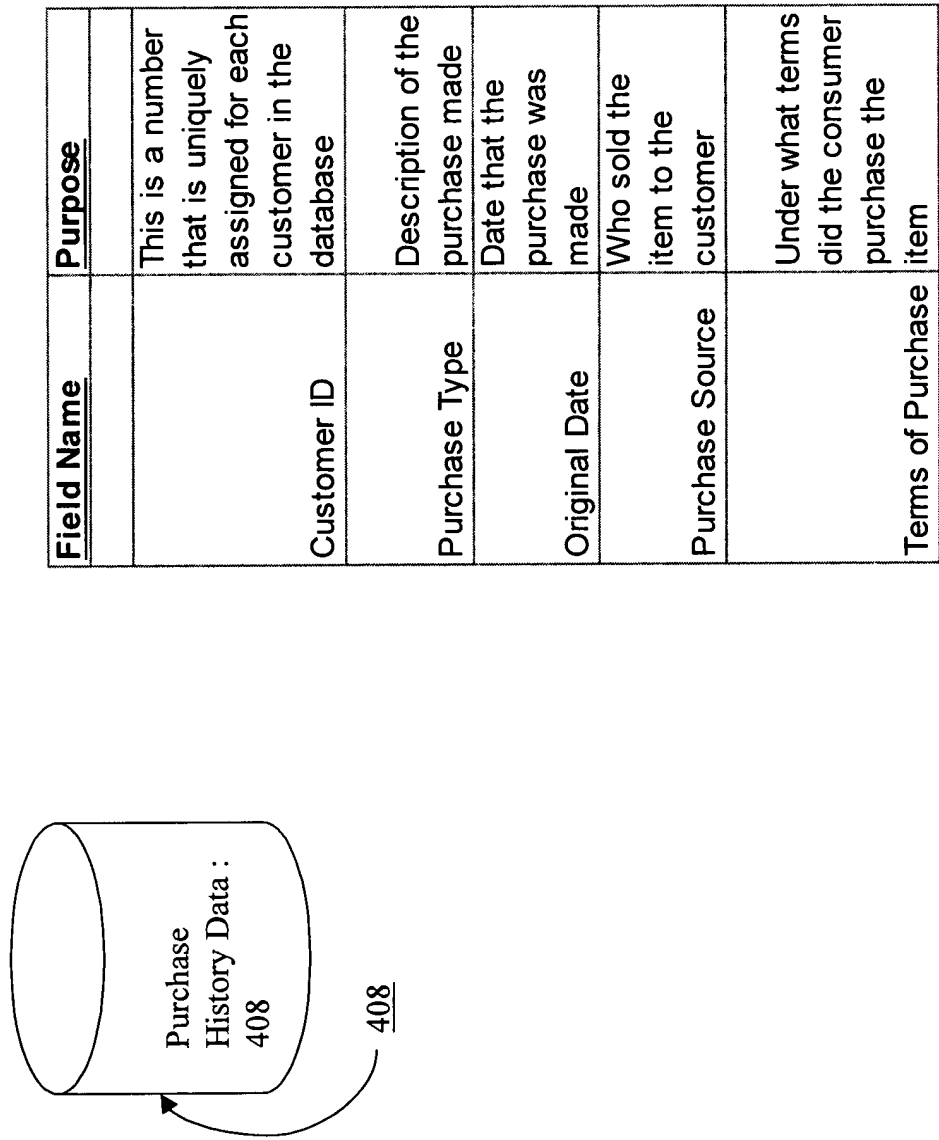 Purchase
History Data :
408
408
Field Name
Purpose
Customer ID
This is a number
that is uniquely
assigned for each
customer in the
database
Purchase Type
Description of the
purchase made
Original Date
Date that the
purchase was
made
Purchase Source
Who sold the
item to the
customer
Terms of Purchase
Under what terms
did the consumer
purchase the
item